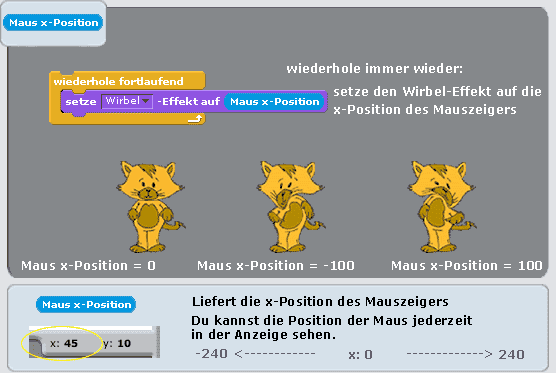 Maus x-Position
wiederhole fortlaufend
setze Wirbel -Effekt auf Maus x-Position
wiederhole immer wieder:
setze den Wirbel-Effekt auf die
x-Position des Mauszeigers
Maus x-Position = 0
Maus x-Position = -100
Maus x-Position = 100
Maus x-Position
x: 45 y: 10
Liefert die x-Position des Mauszeigers
Du kannst die Position der Maus jederzeit
in der Anzeige sehen.
-240 <------------ x: 0 ------------> 240